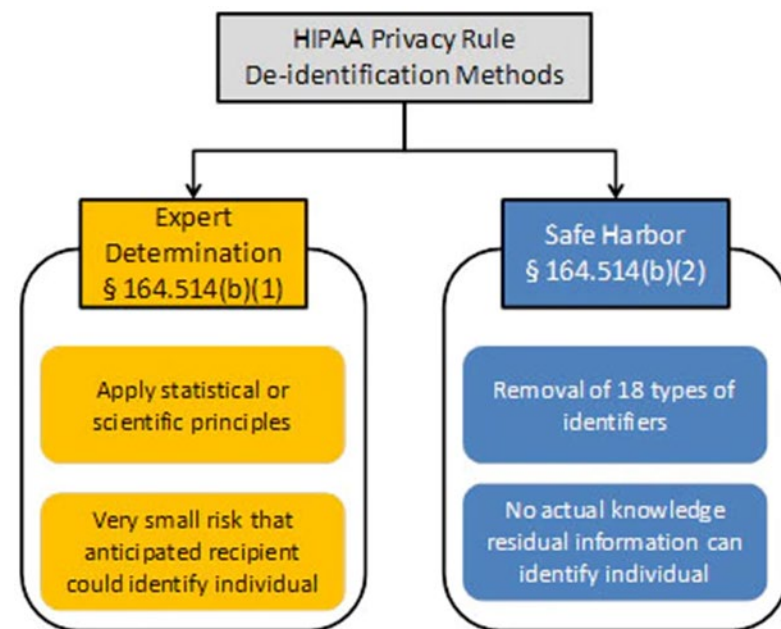 HIPAA Privacy Rule
De-identification Methods
Expert
Determination
§ 164.514(b)(1)
Apply statistical or
scientific principles
Very small risk that
anticipated recipient
could identify individual
Safe Harbor
§ 164.514(b)(2)
Removal of 18 types of
identifiers
No actual knowledge
residual information can
identify individual